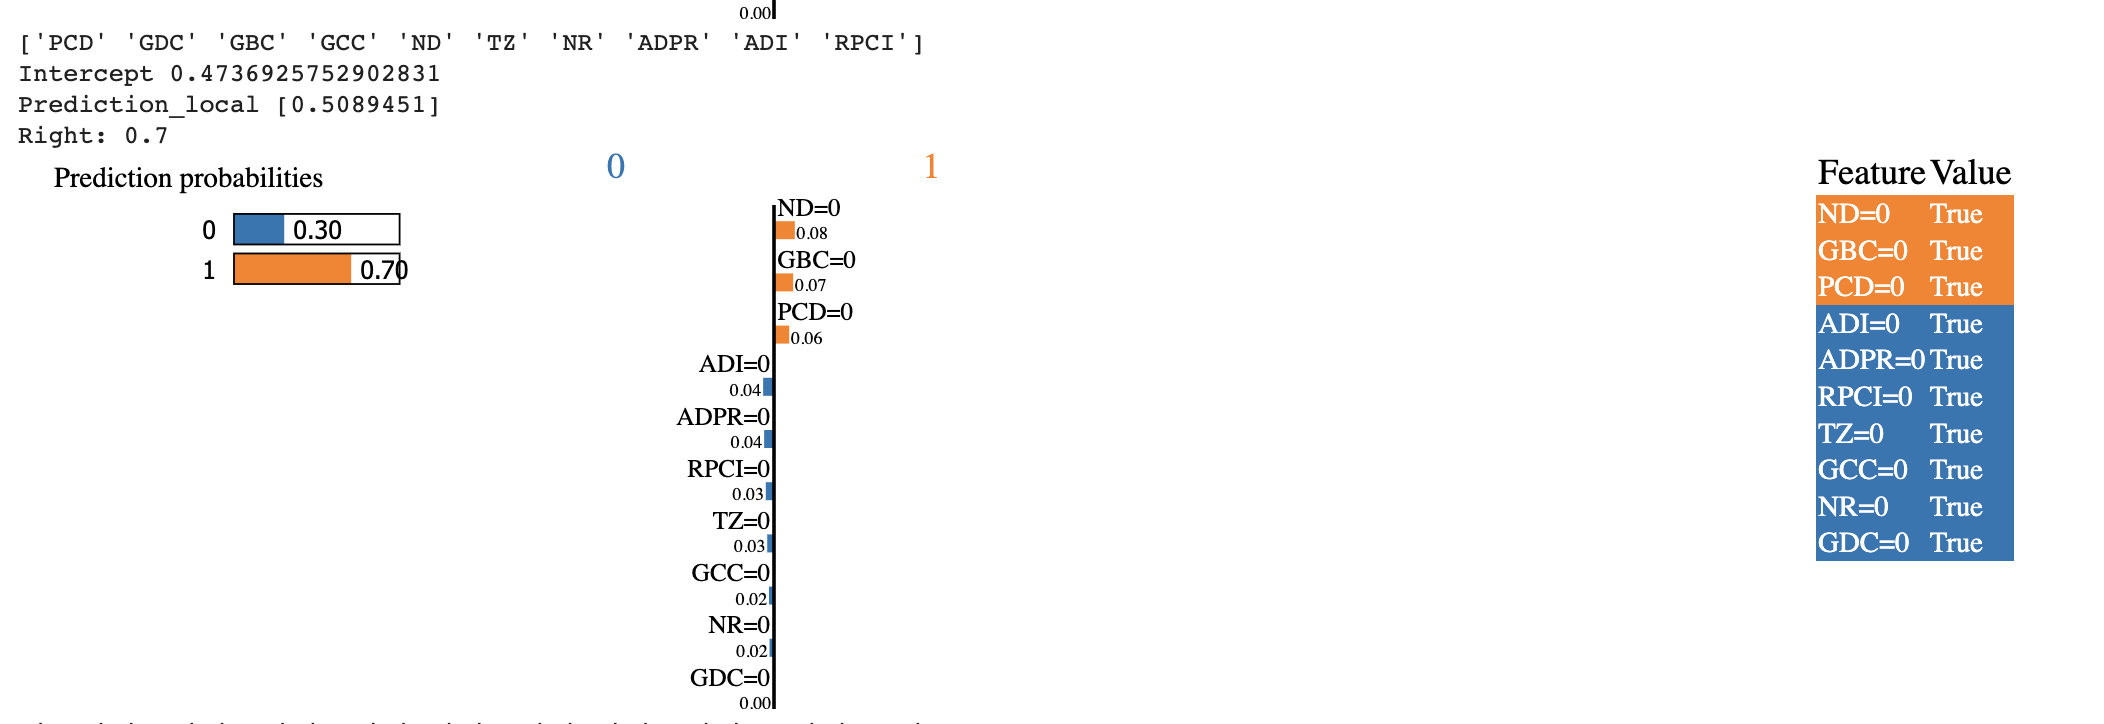 0.00
['PCD' 'GDC' 'GBC' 'GCC' 'ND' 'TZ' 'NR' 'ADPR' 'ADI' 'RPCI']
Intercept 0.4736925752902831
Prediction_local [0.5089451]
Right: 0.7
Prediction probabilities
0 0.30
1 0.70
0 1
ND=0
0.08
GBC=0
0.07
PCD=0
0.06
ADI=0
0.04
ADPR=0
0.04
RPCI=0
0.03
TZ=0
0.03
GCC=0
0.02
NR=0
0.02
GDC=0
0.00
Feature Value
ND=0 True
GBC=0 True
PCD=0 True
ADI=0 True
ADPR=0 True
RPCI=0 True
TZ=0 True
GCC=0 True
NR=0 True
GDC=0 True